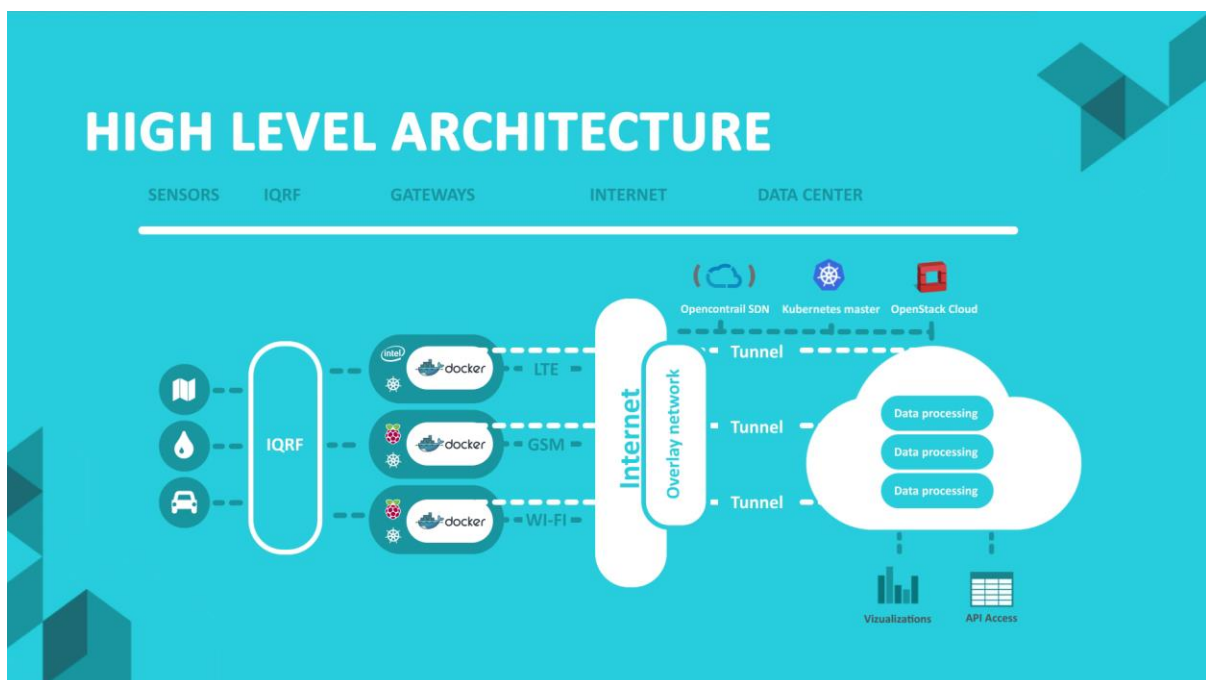 HIGH LEVEL ARCHITECTURE
SENSORS IQRF GATEWAYS INTERNET DATA CENTER
Opencontrail SDN Kubernetes master OpenStack Cloud
intel docker LTE Tunnel
IQRF docker GSM Internet Overlay network Tunnel
docker WI-FI Tunnel
Data processing
Data processing
Data processing
Vizualizations API Access